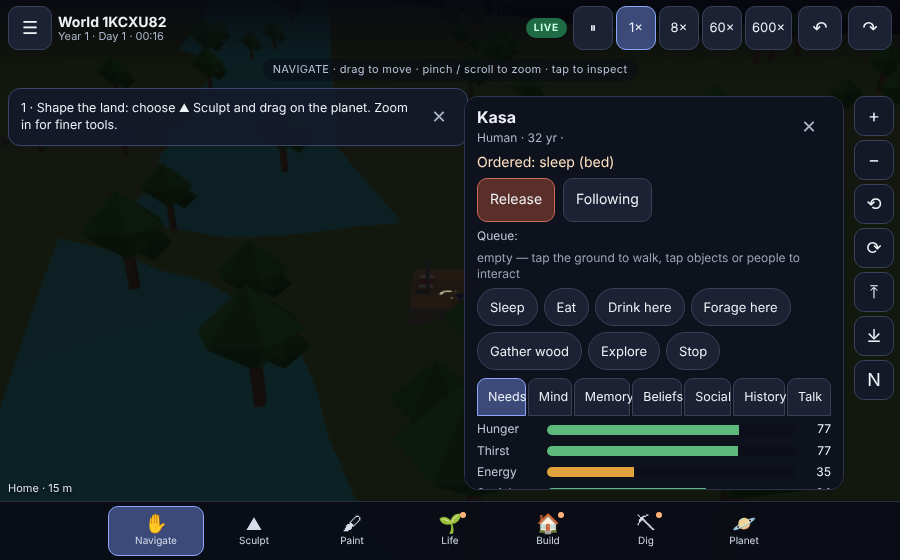 ☰ World 1KCXU82
Year 1 · Day 1 · 00:16
LIVE ⏸ 1× 8× 60× 600× ↶ ↷
NAVIGATE · drag to move · pinch / scroll to zoom · tap to inspect
1 · Shape the land: choose ▲ Sculpt and drag on the planet. Zoom
in for finer tools.
✕
Kasa
Human · 32 yr ·
✕
Ordered: sleep (bed)
Release Following
Queue:
empty — tap the ground to walk, tap objects or people to
interact
Sleep Eat Drink here Forage here
Gather wood Explore Stop
Needs Mind Memory Beliefs Social History Talk
Hunger 77
Thirst 77
Energy 35
+
−
⟲
⟳
⤒
N
Home · 15 m
Navigate Sculpt Paint Life Build Dig Planet